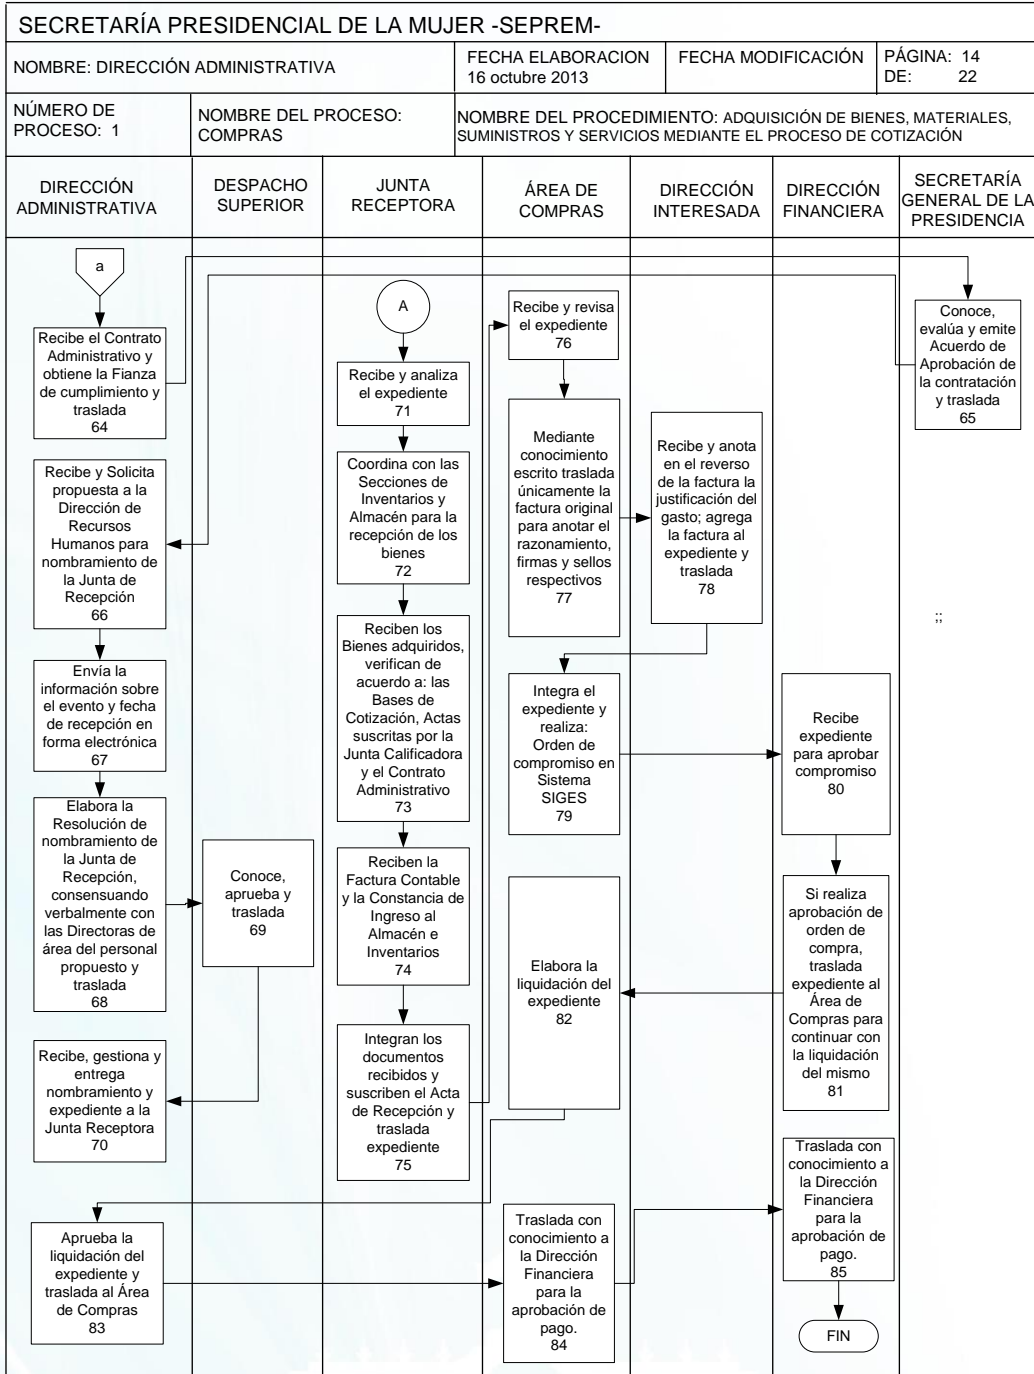 SECRETARÍA PRESIDENCIAL DE LA MUJER -SEPREM-
NOMBRE: DIRECCIÓN ADMINISTRATIVA
FECHA ELABORACION
16 octubre 2013
FECHA MODIFICACIÓN
PÁGINA: 14
DE: 22
NÚMERO DE
PROCESO: 1
NOMBRE DEL PROCESO:
COMPRAS
NOMBRE DEL PROCEDIMIENTO: ADQUISICIÓN DE BIENES, MATERIALES,
SUMINISTROS Y SERVICIOS MEDIANTE EL PROCESO DE COTIZACIÓN
DIRECCIÓN
ADMINISTRATIVA
DESPACHO
SUPERIOR
JUNTA
RECEPTORA
ÁREA DE
COMPRAS
DIRECCIÓN
INTERESADA
DIRECCIÓN
FINANCIERA
SECRETARÍA
GENERAL DE LA
PRESIDENCIA
a
Recibe el Contrato
Administrativo y
obtiene la Fianza
de cumplimiento y
traslada
64
Conoce,
evalúa y emite
Acuerdo de
Aprobación de
la contratación
y traslada
65
Recibe y Solicita
propuesta a la
Dirección de
Recursos
Humanos para
nombramiento de
la Junta de
Recepción
66
Envía la
información sobre
el evento y fecha
de recepción en
forma electrónica
67
Elabora la
Resolución de
nombramiento de
la Junta de
Recepción,
consensuando
verbalmente con
las Directoras de
área del personal
propuesto y
traslada
68
Conoce,
aprueba y
traslada
69
Recibe, gestiona y
entrega
nombramiento y
expediente a la
Junta Receptora
70
A
Recibe y analiza
el expediente
71
Coordina con las
Secciones de
Inventarios y
Almacén para la
recepción de los
bienes
72
Reciben los
Bienes adquiridos,
verifican de
acuerdo a: las
Bases de
Cotización, Actas
suscritas por la
Junta Calificadora
y el Contrato
Administrativo
73
Reciben la
Factura Contable
y la Constancia de
Ingreso al
Almacén e
Inventarios
74
Integran los
documentos
recibidos y
suscriben el Acta
de Recepción y
traslada
expediente
75
Recibe y revisa
el expediente
76
Mediante
conocimiento
escrito traslada
únicamente la
factura original
para anotar el
razonamiento,
firmas y sellos
respectivos
77
Recibe y anota
en el reverso
de la factura la
justificación del
gasto; agrega
la factura al
expediente y
traslada
78
;;
Integra el
expediente y
realiza:
Orden de
compromiso en
Sistema
SIGES
79
Recibe
expediente
para aprobar
compromiso
80
Si realiza
aprobación de
orden de
compra,
traslada
expediente al
Área de
Compras para
continuar con
la liquidación
del mismo
81
Elabora la
liquidación del
expediente
82
Aprueba la
liquidación del
expediente y
traslada al Área
de Compras
83
Traslada con
conocimiento a
la Dirección
Financiera
para la
aprobación de
pago.
84
Traslada con
conocimiento a
la Dirección
Financiera
para la
aprobación de
pago.
85
FIN